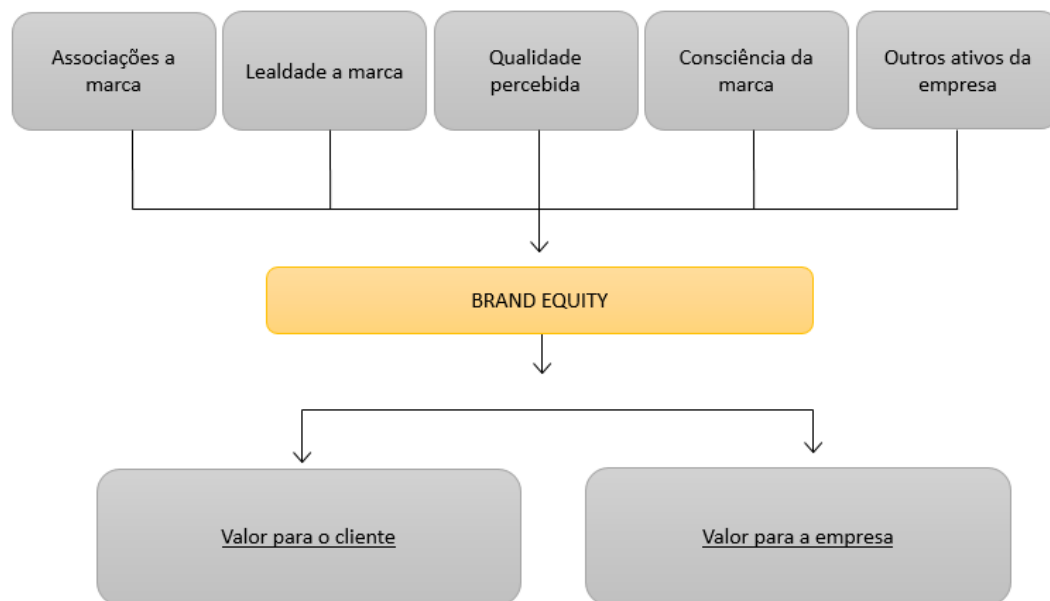 Associações a
marca
Lealdade a marca
Qualidade
percebida
Consciência da
marca
Outros ativos da
empresa
BRAND EQUITY
Valor para o cliente
Valor para a empresa